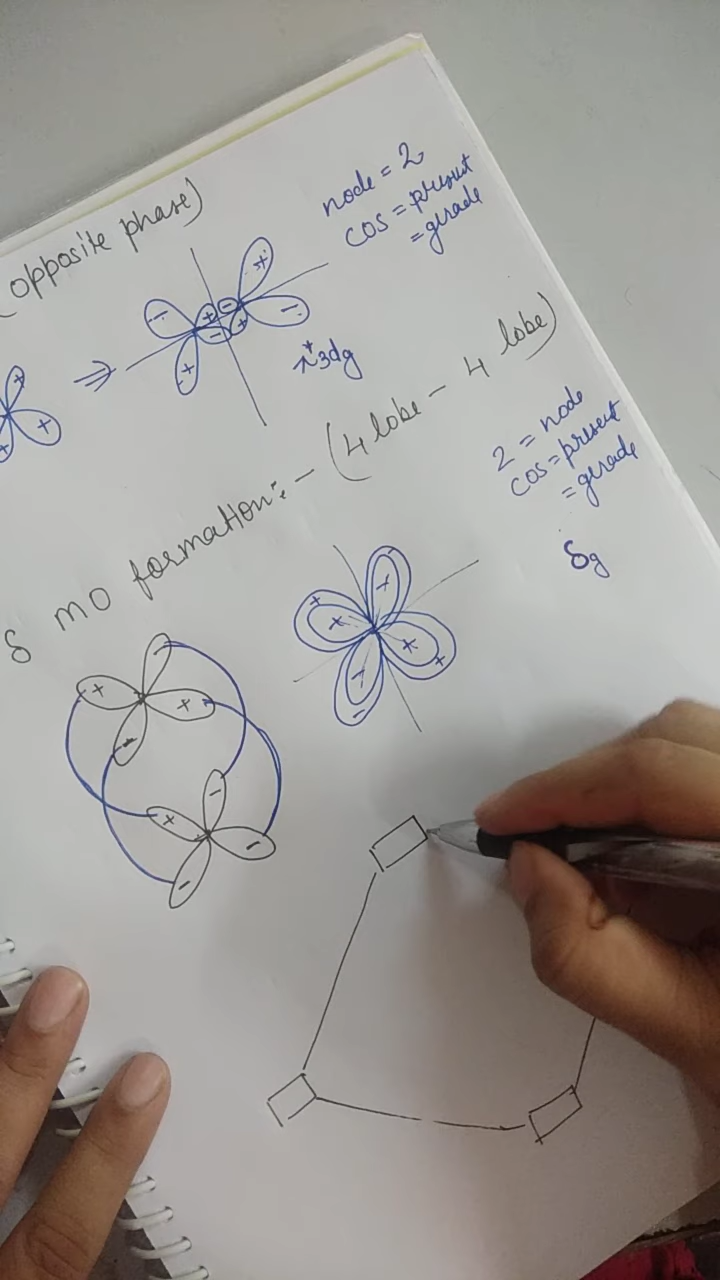 (opposite phase)
node = 2
cos = present
= gerade
⇒
π*3dg
δ MO formation:- (4 lobe - 4 lobe)
2 = node
cos = present
= gerade
δg